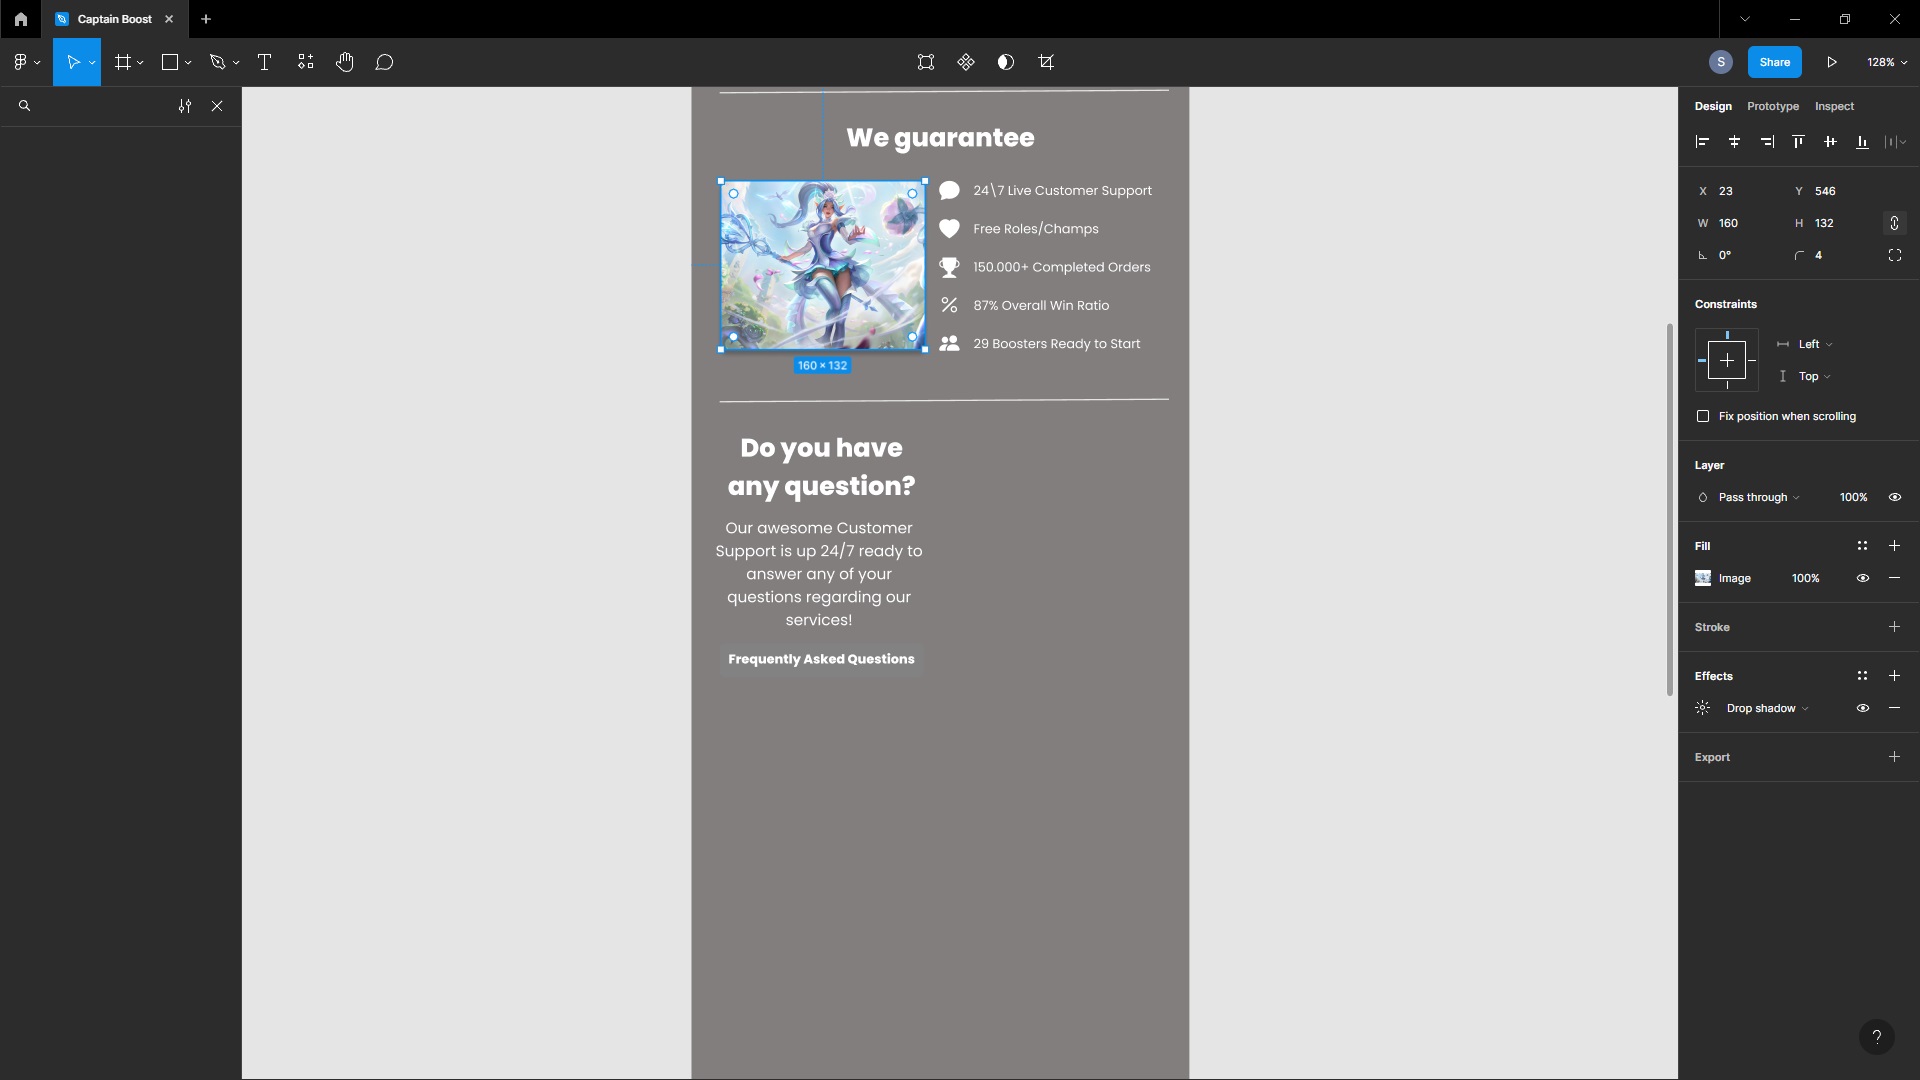 Captain Boost
S
Share
128%
Design Prototype Inspect
We guarantee
24\7 Live Customer Support
Free Roles/Champs
150.000+ Completed Orders
87% Overall Win Ratio
29 Boosters Ready to Start
160 × 132
Do you have
any question?
Our awesome Customer
Support is up 24/7 ready to
answer any of your
questions regarding our
services!
Frequently Asked Questions
X 23 Y 546
W 160 H 132
0° 4
Constraints
Left
Top
Fix position when scrolling
Layer
Pass through 100%
Fill
Image 100%
Stroke
Effects
Drop shadow
Export
?